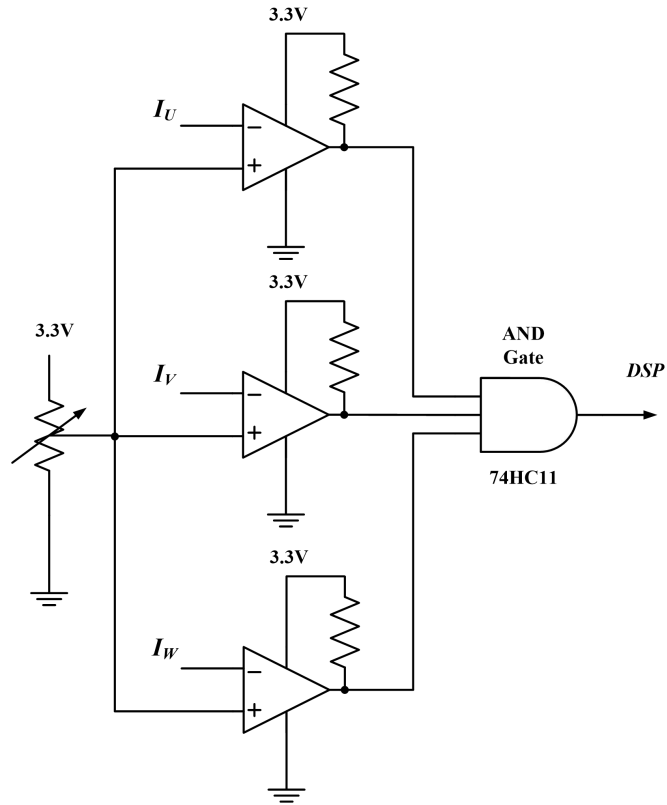 3.3V
I_U
−
+
3.3V
3.3V
I_V
−
+
AND
Gate
DSP
74HC11
3.3V
I_W
−
+